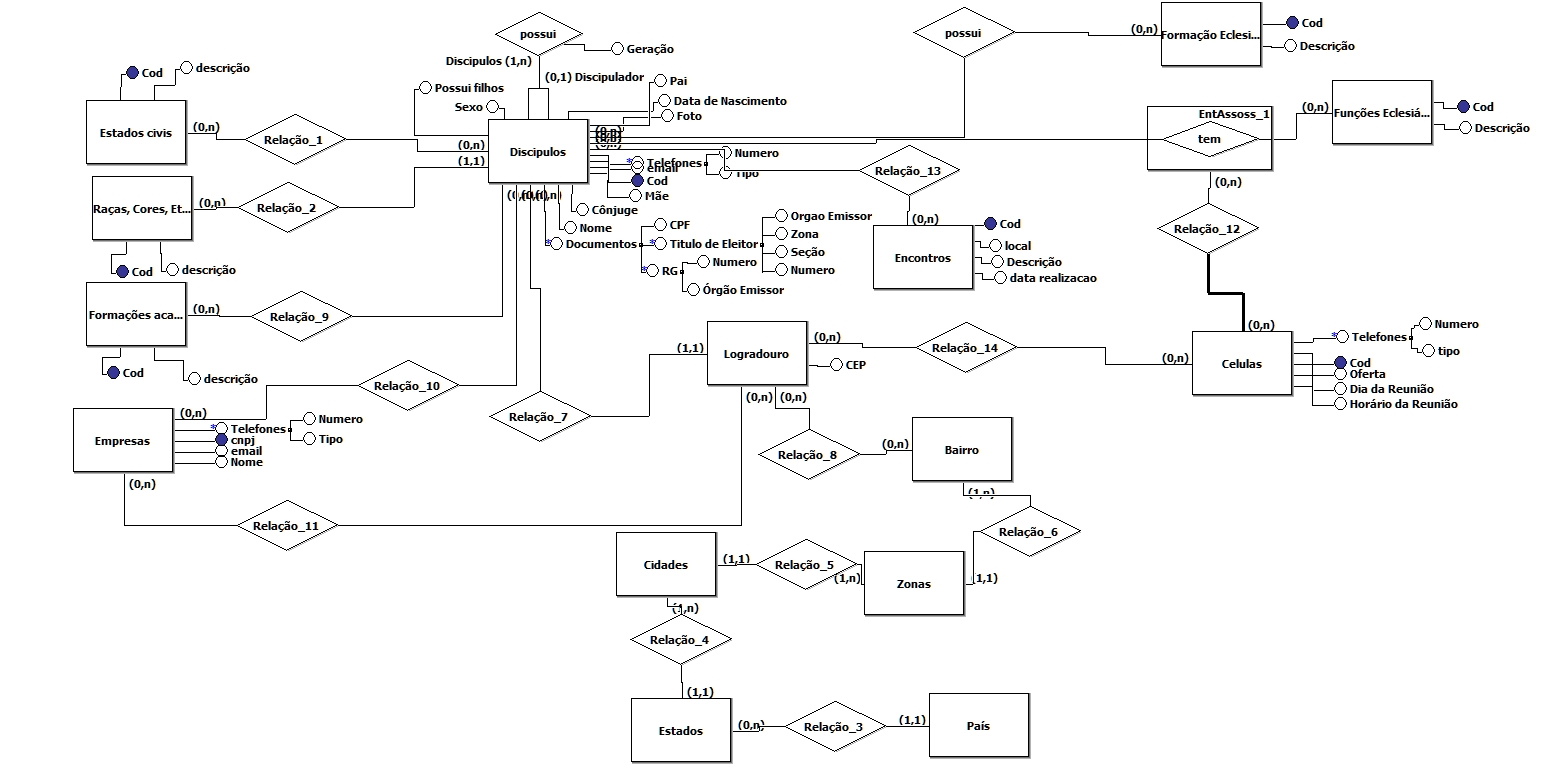 possui
Geração
Discipulos (1,n)
(0,1) Discipulador
possui
(0,n)
Formação Eclesi...
Cod
Descrição
Cod
descrição
Estados civis
(0,n)
Relação_1
(0,n)
Possui filhos
Sexo
Pai
Data de Nascimento
Foto
Discipulos
(1,1)
Telefones
Numero
Tipo
email
Cod
Mãe
Cônjuge
Nome
Documentos
CPF
Titulo de Eleitor
Orgao Emissor
Zona
Seção
Numero
RG
Numero
Órgão Emissor
EntAssoss_1
tem
(0,n)
Funções Eclesiá...
Cod
Descrição
(0,n)
Relação_12
Relação_13
(0,n)
Encontros
Cod
local
Descrição
data realizacao
Raças, Cores, Et...
(0,n)
Relação_2
Cod
descrição
Formações aca...
(0,n)
Relação_9
Cod
descrição
Relação_10
Relação_7
(1,1)
Logradouro
(0,n)
CEP
Relação_14
(0,n)
(0,n)
Celulas
Telefones
Numero
tipo
Cod
Oferta
Dia da Reunião
Horário da Reunião
(0,n)
Empresas
Telefones
Numero
Tipo
cnpj
email
Nome
(0,n)
Relação_11
(0,n)
(0,n)
Relação_8
(0,n)
Bairro
(1,n)
Relação_6
(1,1)
Cidades
(1,1)
Relação_5
(1,n)
Zonas
(1,n)
Relação_4
(1,1)
Estados
(0,n)
Relação_3
(1,1)
País